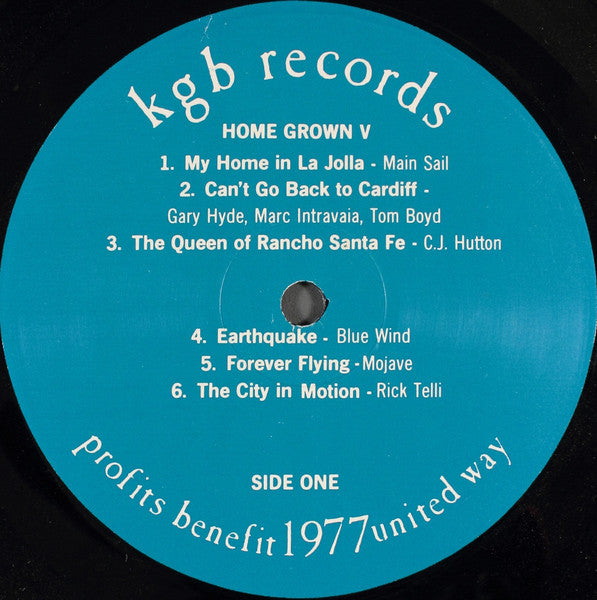 kgb records
HOME GROWN V
1. My Home in La Jolla - Main Sail
2. Can't Go Back to Cardiff -
Gary Hyde, Marc Intravaia, Tom Boyd
3. The Queen of Rancho Santa Fe - C.J. Hutton
4. Earthquake - Blue Wind
5. Forever Flying - Mojave
6. The City in Motion - Rick Telli
SIDE ONE
profits benefit 1977 united way